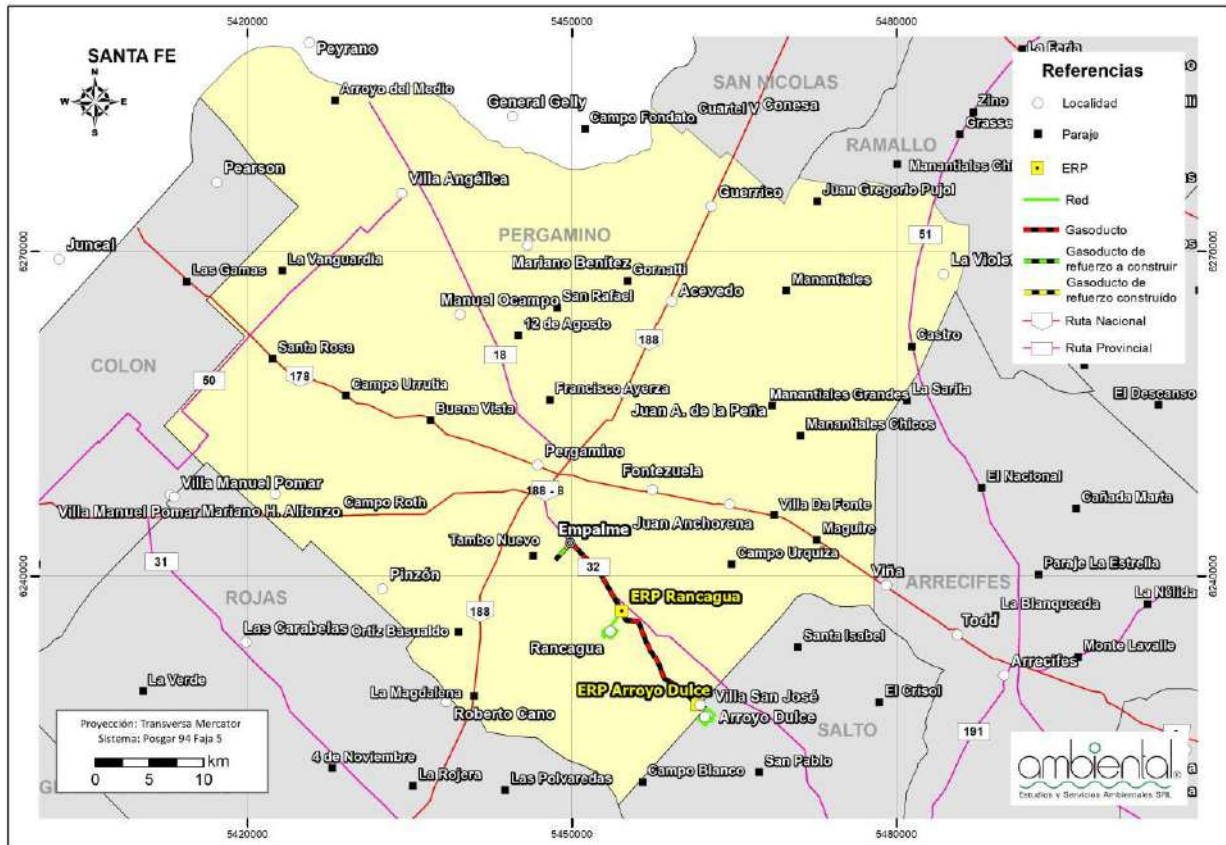 5420000
5450000
5480000
SANTA FE
N
W
E
S
Peyrano
Arroyo del Medio
General Gelly
Campo Fondato
Cuartel V
Conesa
SAN NICOLAS
La Feria
Zino
Grasse
RAMALLO
Manantiales Chi
Pearson
Villa Angélica
Guerrico
Juan Gregorio Pujol
51
PERGAMINO
Juncal
6270000
6270000
La Vanguardia
Las Gamas
Mariano Benítez
Gornatti
Manantiales
La Violet
Manuel Ocampo
San Rafael
Acevedo
12 de Agosto
188
Castro
COLON
Santa Rosa
18
50
178
Campo Urrutia
Francisco Ayerza
Manantiales Grandes
La Sarita
El Descanso
Buena Vista
Juan A. de la Peña
Manantiales Chicos
Pergamino
Fontezuela
El Nacional
Villa Manuel Pomar
188 - 8
Cañada Marta
Villa Manuel Pomar
Mariano H. Alfonzo
Campo Roth
Villa Da Fonte
Juan Anchorena
Empalme
Maguire
Tambo Nuevo
Campo Urquiza
31
32
6240000
6240000
Pinzón
Viña
ARRECIFES
Paraje La Estrella
ROJAS
188
ERP Rancagua
La Blanqueada
La Nélida
Las Carabelas
Ortiz Basualdo
Rancagua
Santa Isabel
Todd
Monte Lavalle
La Verde
La Magdalena
ERP Arroyo Dulce
Villa San José
El Crisol
Arrecifes
Roberto Cano
Arroyo Dulce
SALTO
191
4 de Noviembre
La Rojera
Las Polvaredas
Campo Blanco
San Pablo
Referencias
Localidad
Paraje
ERP
Red
Gasoducto
Gasoducto de
refuerzo a construir
Gasoducto de
refuerzo construído
Ruta Nacional
Ruta Provincial
Proyección: Transversa Mercator
Sistema: Posgar 94 Faja 5
0 5 10 km
ambiental
Estudios y Servicios Ambientales SRL
5420000
5450000
5480000